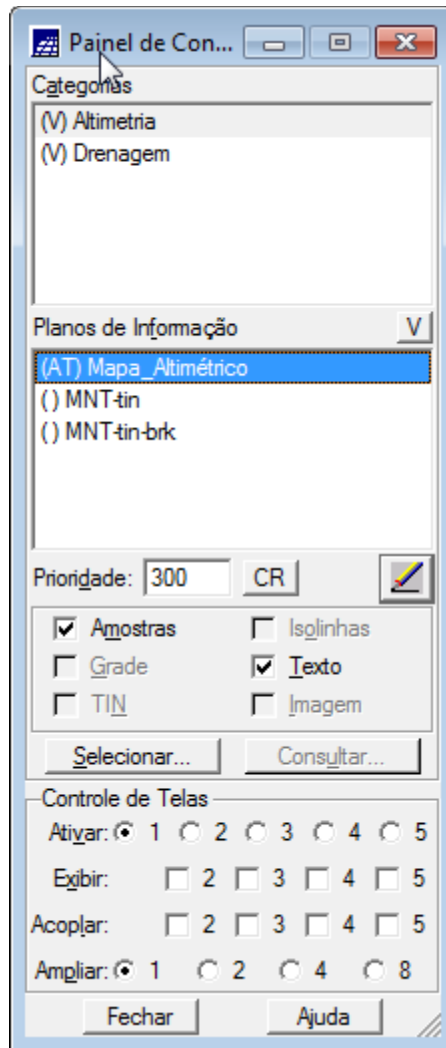 Painel de Con...
Categorias
(V) Altimetria
(V) Drenagem
Planos de Informação V
(AT) Mapa_Altimétrico
( ) MNT-tin
( ) MNT-tin-brk
Prioridade: 300 CR
Amostras Isolinhas
Grade Texto
TIN Imagem
Selecionar... Consultar...
Controle de Telas
Ativar: 1 2 3 4 5
Exibir: 2 3 4 5
Acoplar: 2 3 4 5
Ampliar: 1 2 4 8
Fechar Ajuda